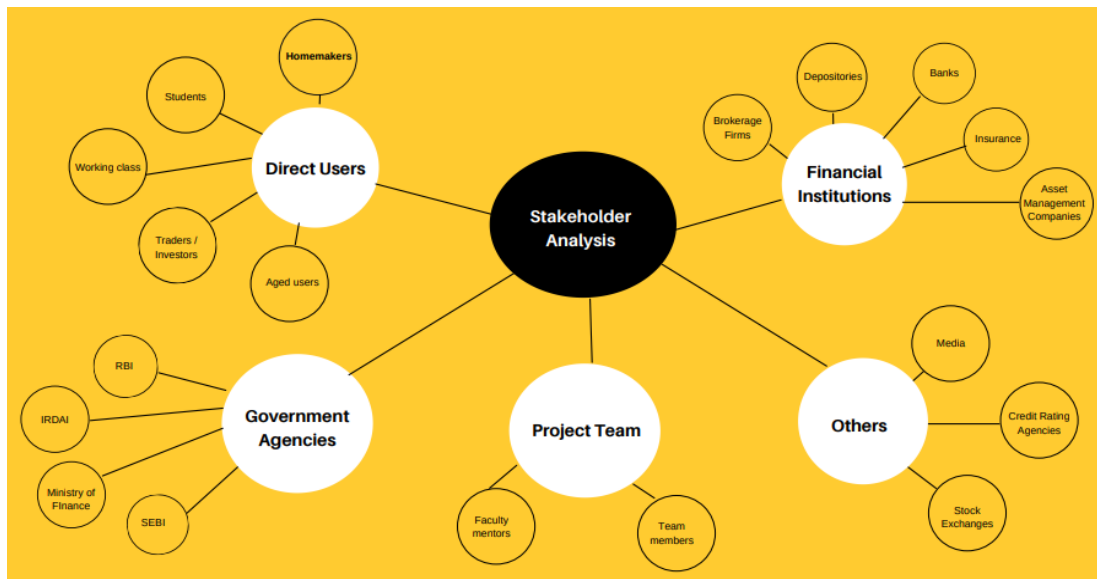 Homemakers
Students
Working class
Direct Users
Traders /
Investors
Aged users
Depositories
Banks
Brokerage
Firms
Insurance
Financial
Institutions
Asset
Management
Companies
Stakeholder
Analysis
RBI
IRDAI
Government
Agencies
Ministry of
FInance
SEBI
Project Team
Faculty
mentors
Team
members
Media
Others
Credit Rating
Agencies
Stock
Exchanges